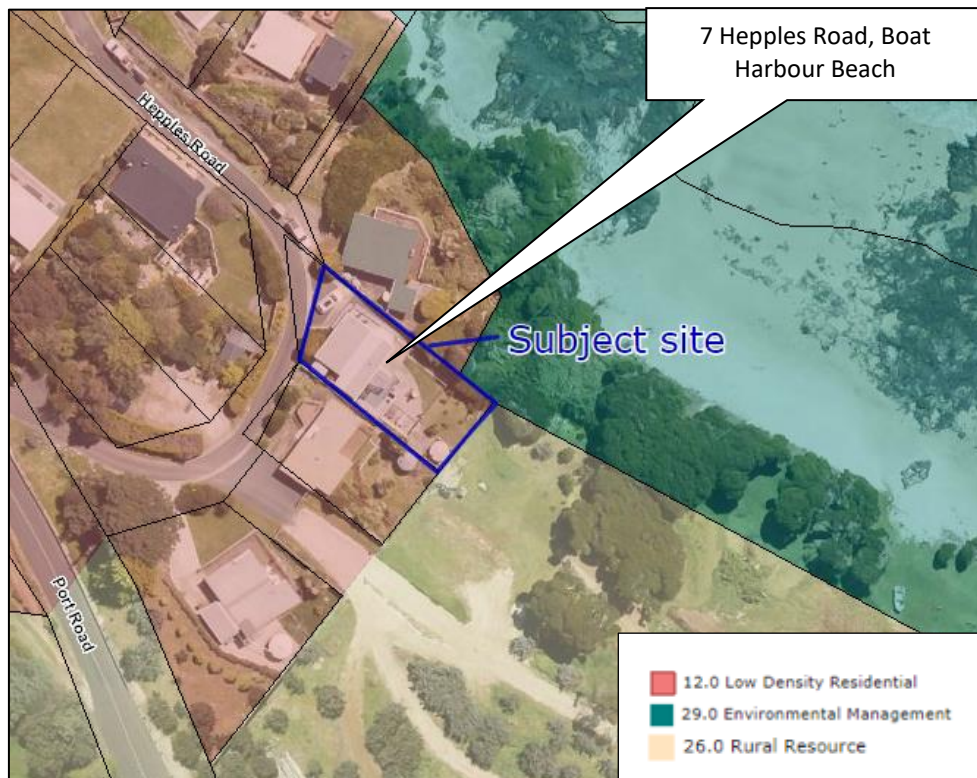 7 Hepples Road, Boat
Harbour Beach
Hepples Road
Subject site
Port Road
12.0 Low Density Residential
29.0 Environmental Management
26.0 Rural Resource